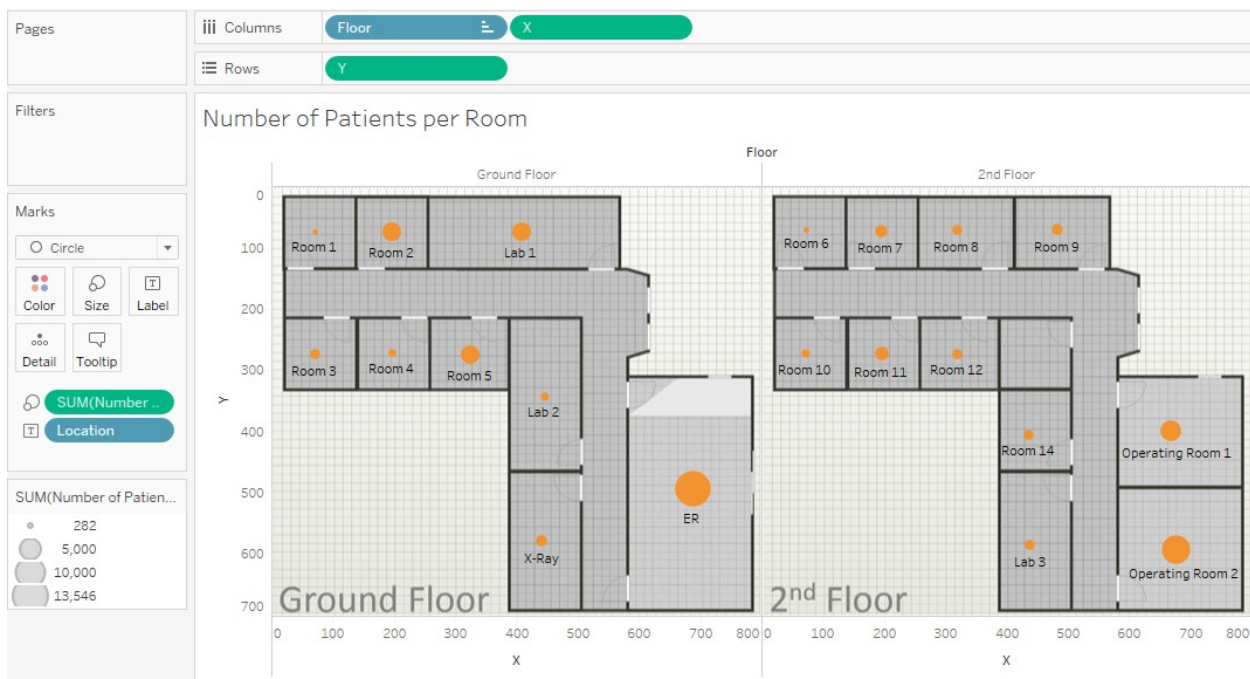 Pages
iii Columns Floor X
Rows Y
Filters
Number of Patients per Room
Floor
Ground Floor 2nd Floor
Marks
Circle
Color Size Label
Detail Tooltip
SUM(Number ..
T Location
SUM(Number of Patien...
282
5,000
10,000
13,546
Y
0
100
200
300
400
500
600
700
Room 1 Room 2 Lab 1
Room 3 Room 4 Room 5
Lab 2
X-Ray
ER
Ground Floor
Room 6 Room 7 Room 8 Room 9
Room 10 Room 11 Room 12
Room 14
Lab 3
Operating Room 1
Operating Room 2
2nd Floor
0 100 200 300 400 500 600 700 800 0 100 200 300 400 500 600 700 800
X X